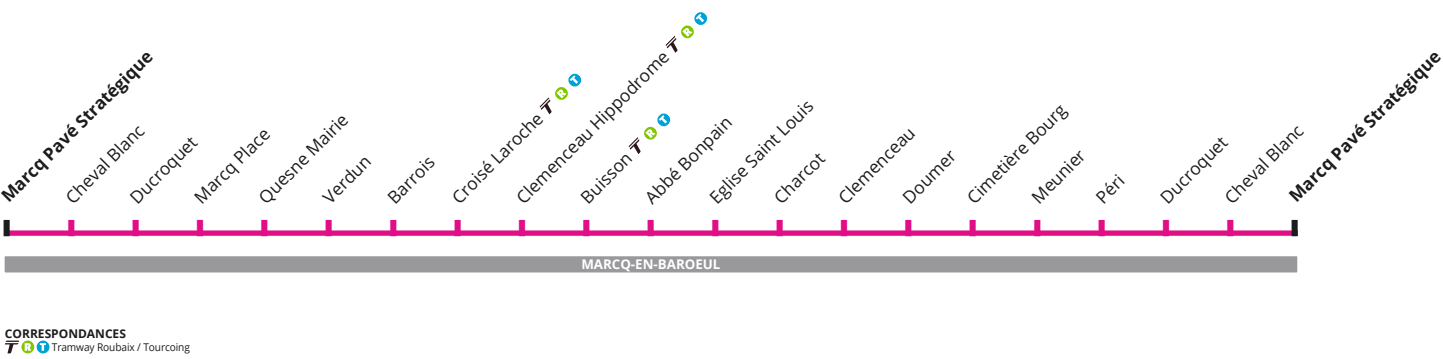 Marcq Pavé Stratégique
Cheval Blanc
Ducroquet
Marcq Place
Quesne Mairie
Verdun
Barrois
Croisé Laroche T R T
Clemenceau Hippodrome T R T
Buisson T R T
Abbé Bonpain
Eglise Saint Louis
Charcot
Clemenceau
Doumer
Cimetière Bourg
Meunier
Péri
Ducroquet
Cheval Blanc
Marcq Pavé Stratégique
MARCQ-EN-BAROEUL
CORRESPONDANCES
T R T Tramway Roubaix / Tourcoing